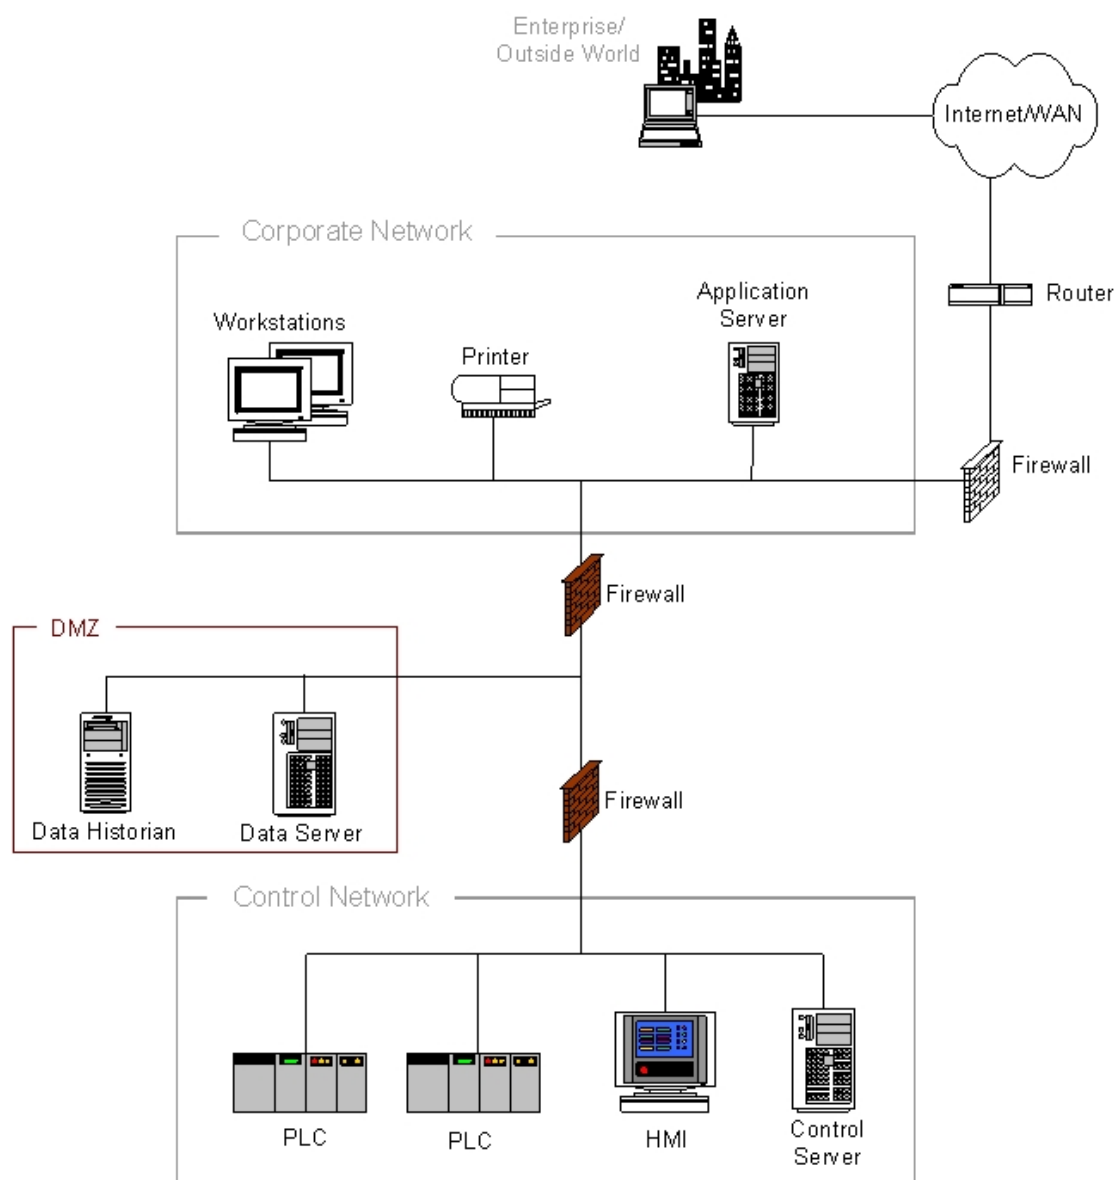 Enterprise/
Outside World
Internet/WAN
Corporate Network
Router
Application
Server
Workstations
Printer
Firewall
Firewall
DMZ
Firewall
Data Historian
Data Server
Control Network
PLC
PLC
HMI
Control
Server